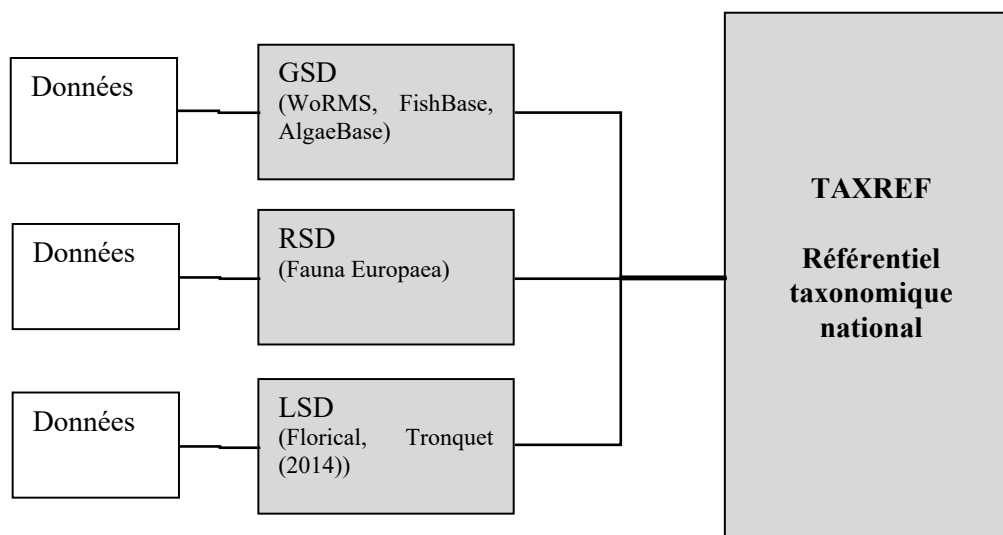 Données
GSD
(WoRMS, FishBase,
AlgaeBase)
Données
RSD
(Fauna Europaea)
Données
LSD
(Florical, Tronquet
(2014))
TAXREF
Référentiel
taxonomique
national